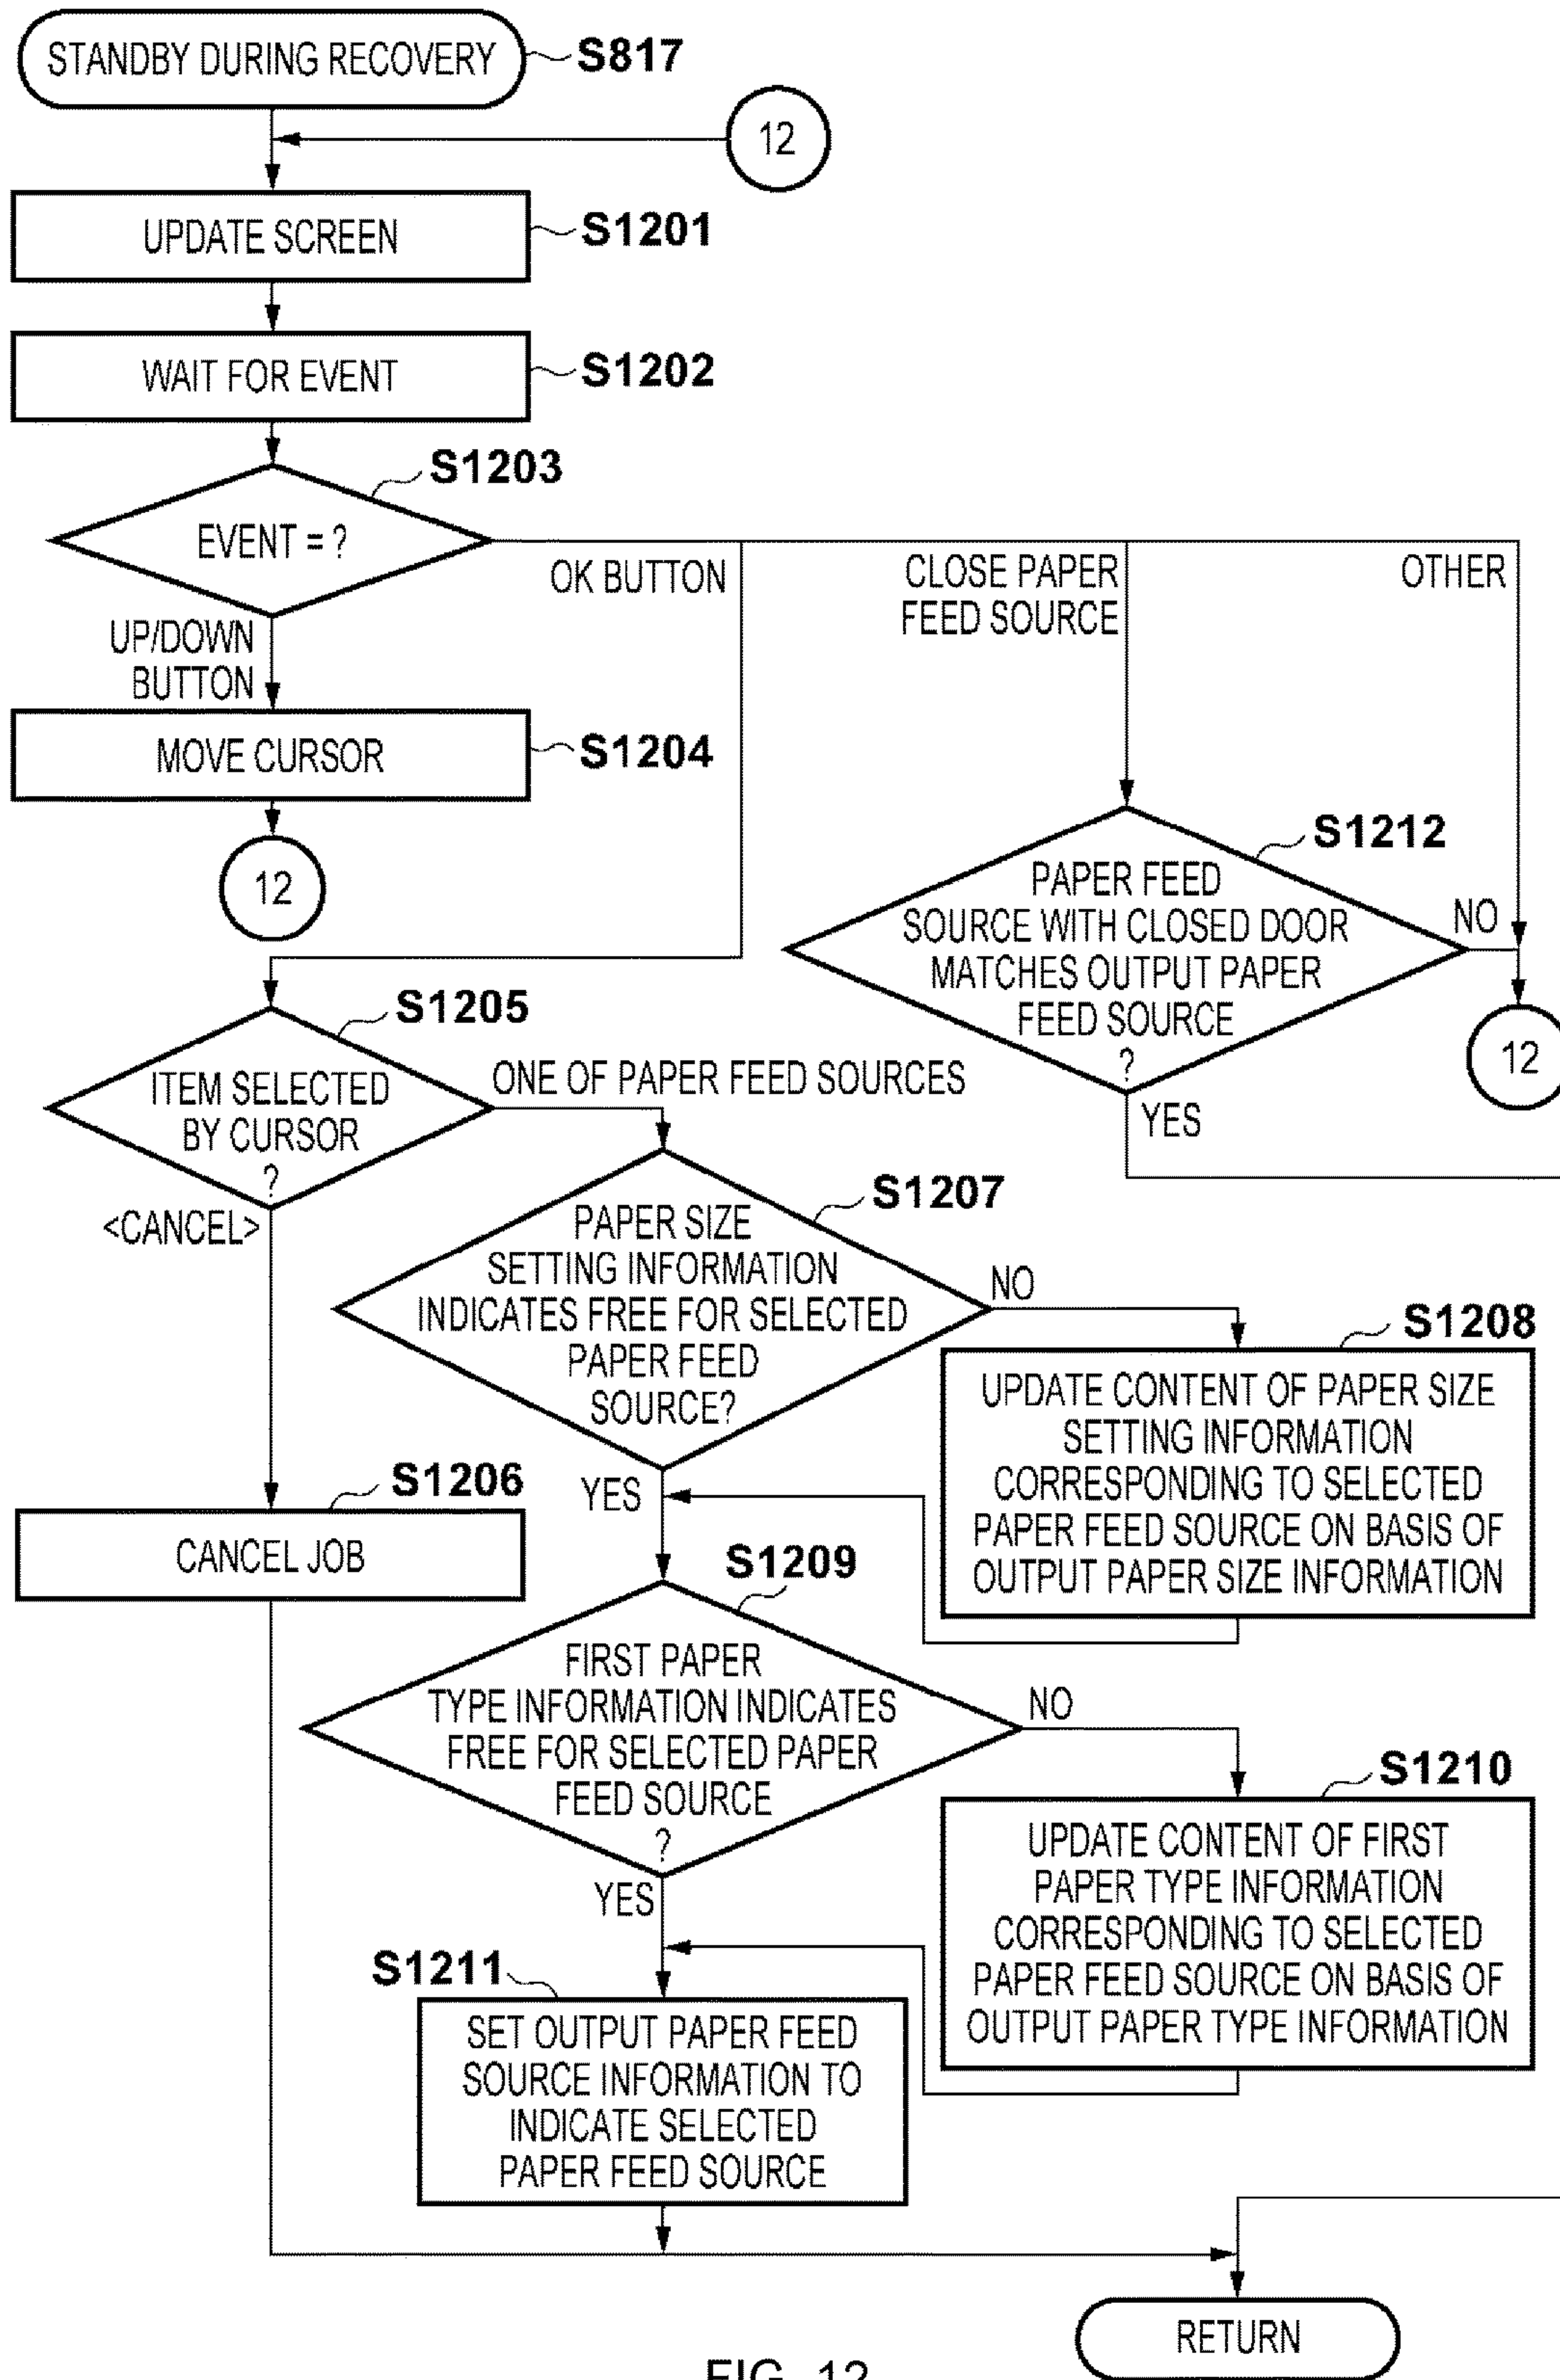 STANDBY DURING RECOVERY
S817
12
UPDATE SCREEN
S1201
WAIT FOR EVENT
S1202
S1203
EVENT = ?
OK BUTTON
CLOSE PAPER
FEED SOURCE
OTHER
UP/DOWN
BUTTON
MOVE CURSOR
S1204
12
S1212
PAPER FEED
SOURCE WITH CLOSED DOOR
MATCHES OUTPUT PAPER
FEED SOURCE
?
NO
12
YES
S1205
ITEM SELECTED
BY CURSOR
?
ONE OF PAPER FEED SOURCES
<CANCEL>
S1207
PAPER SIZE
SETTING INFORMATION
INDICATES FREE FOR SELECTED
PAPER FEED
SOURCE?
NO
S1208
UPDATE CONTENT OF PAPER SIZE
SETTING INFORMATION
CORRESPONDING TO SELECTED
PAPER FEED SOURCE ON BASIS OF
OUTPUT PAPER SIZE INFORMATION
YES
S1206
CANCEL JOB
S1209
FIRST PAPER
TYPE INFORMATION INDICATES
FREE FOR SELECTED PAPER
FEED SOURCE
?
NO
S1210
UPDATE CONTENT OF FIRST
PAPER TYPE INFORMATION
CORRESPONDING TO SELECTED
PAPER FEED SOURCE ON BASIS OF
OUTPUT PAPER TYPE INFORMATION
YES
S1211
SET OUTPUT PAPER FEED
SOURCE INFORMATION TO
INDICATE SELECTED
PAPER FEED SOURCE
RETURN
FIG. 12